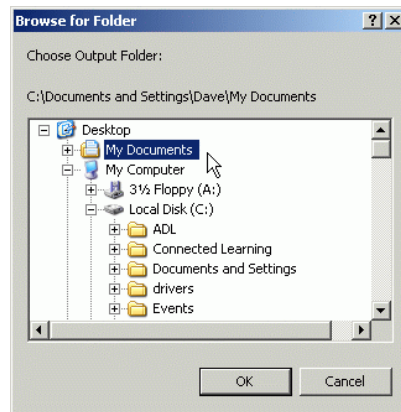 Browse for Folder
Choose Output Folder:
C:\Documents and Settings\Dave\My Documents
Desktop
My Documents
My Computer
3½ Floppy (A:)
Local Disk (C:)
ADL
Connected Learning
Documents and Settings
drivers
Events
OK Cancel